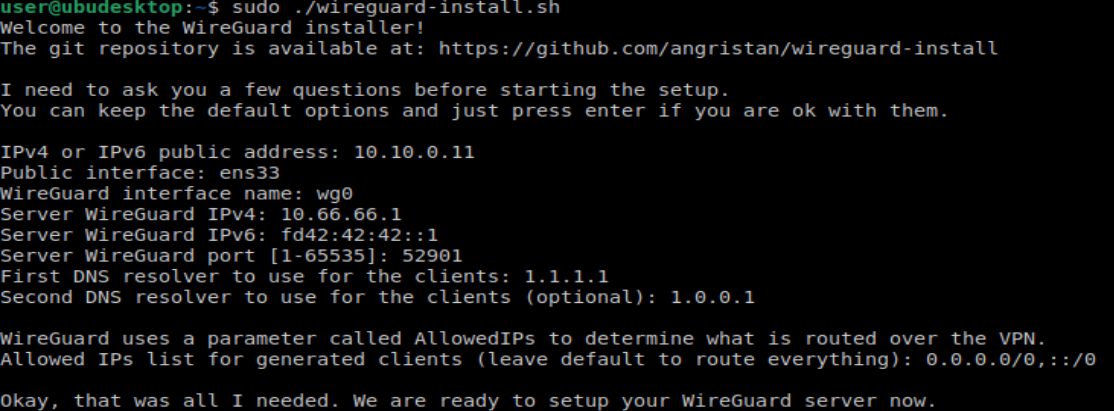 user@ubudesktop:~$ sudo ./wireguard-install.sh
Welcome to the WireGuard installer!
The git repository is available at: https://github.com/angristan/wireguard-install
I need to ask you a few questions before starting the setup.
You can keep the default options and just press enter if you are ok with them.
IPv4 or IPv6 public address: 10.10.0.11
Public interface: ens33
WireGuard interface name: wg0
Server WireGuard IPv4: 10.66.66.1
Server WireGuard IPv6: fd42:42:42::1
Server WireGuard port [1-65535]: 52901
First DNS resolver to use for the clients: 1.1.1.1
Second DNS resolver to use for the clients (optional): 1.0.0.1
WireGuard uses a parameter called AllowedIPs to determine what is routed over the VPN.
Allowed IPs list for generated clients (leave default to route everything): 0.0.0.0/0,::/0
Okay, that was all I needed. We are ready to setup your WireGuard server now.